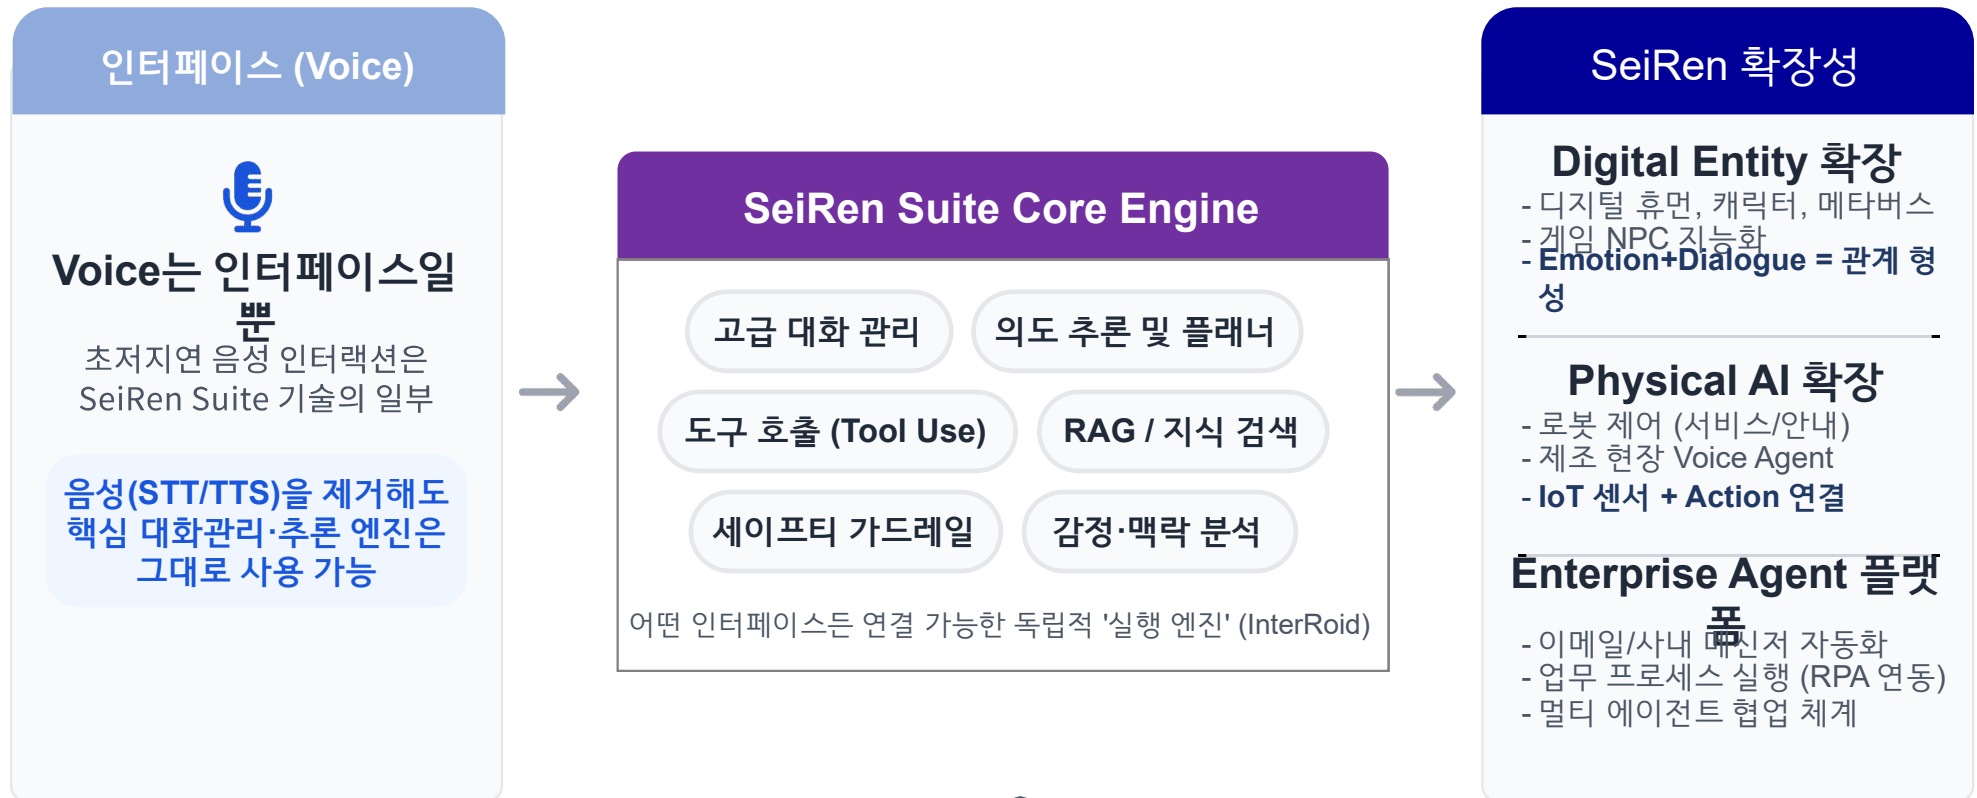 인터페이스 (Voice)
Voice는 인터페이스일
뿐
초저지연 음성 인터랙션은
SeiRen Suite 기술의 일부
음성(STT/TTS)을 제거해도
핵심 대화관리·추론 엔진은
그대로 사용 가능
SeiRen Suite Core Engine
고급 대화 관리
의도 추론 및 플래너
도구 호출 (Tool Use)
RAG / 지식 검색
세이프티 가드레일
감정·맥락 분석
어떤 인터페이스든 연결 가능한 독립적 '실행 엔진' (InterRoid)
SeiRen 확장성
Digital Entity 확장
- 디지털 휴먼, 캐릭터, 메타버스
- 게임 NPC 지능화
- Emotion+Dialogue = 관계 형
성
Physical AI 확장
- 로봇 제어 (서비스/안내)
- 제조 현장 Voice Agent
- IoT 센서 + Action 연결
Enterprise Agent 플랫
폼
- 이메일/사내 메신저 자동화
- 업무 프로세스 실행 (RPA 연동)
- 멀티 에이전트 협업 체계